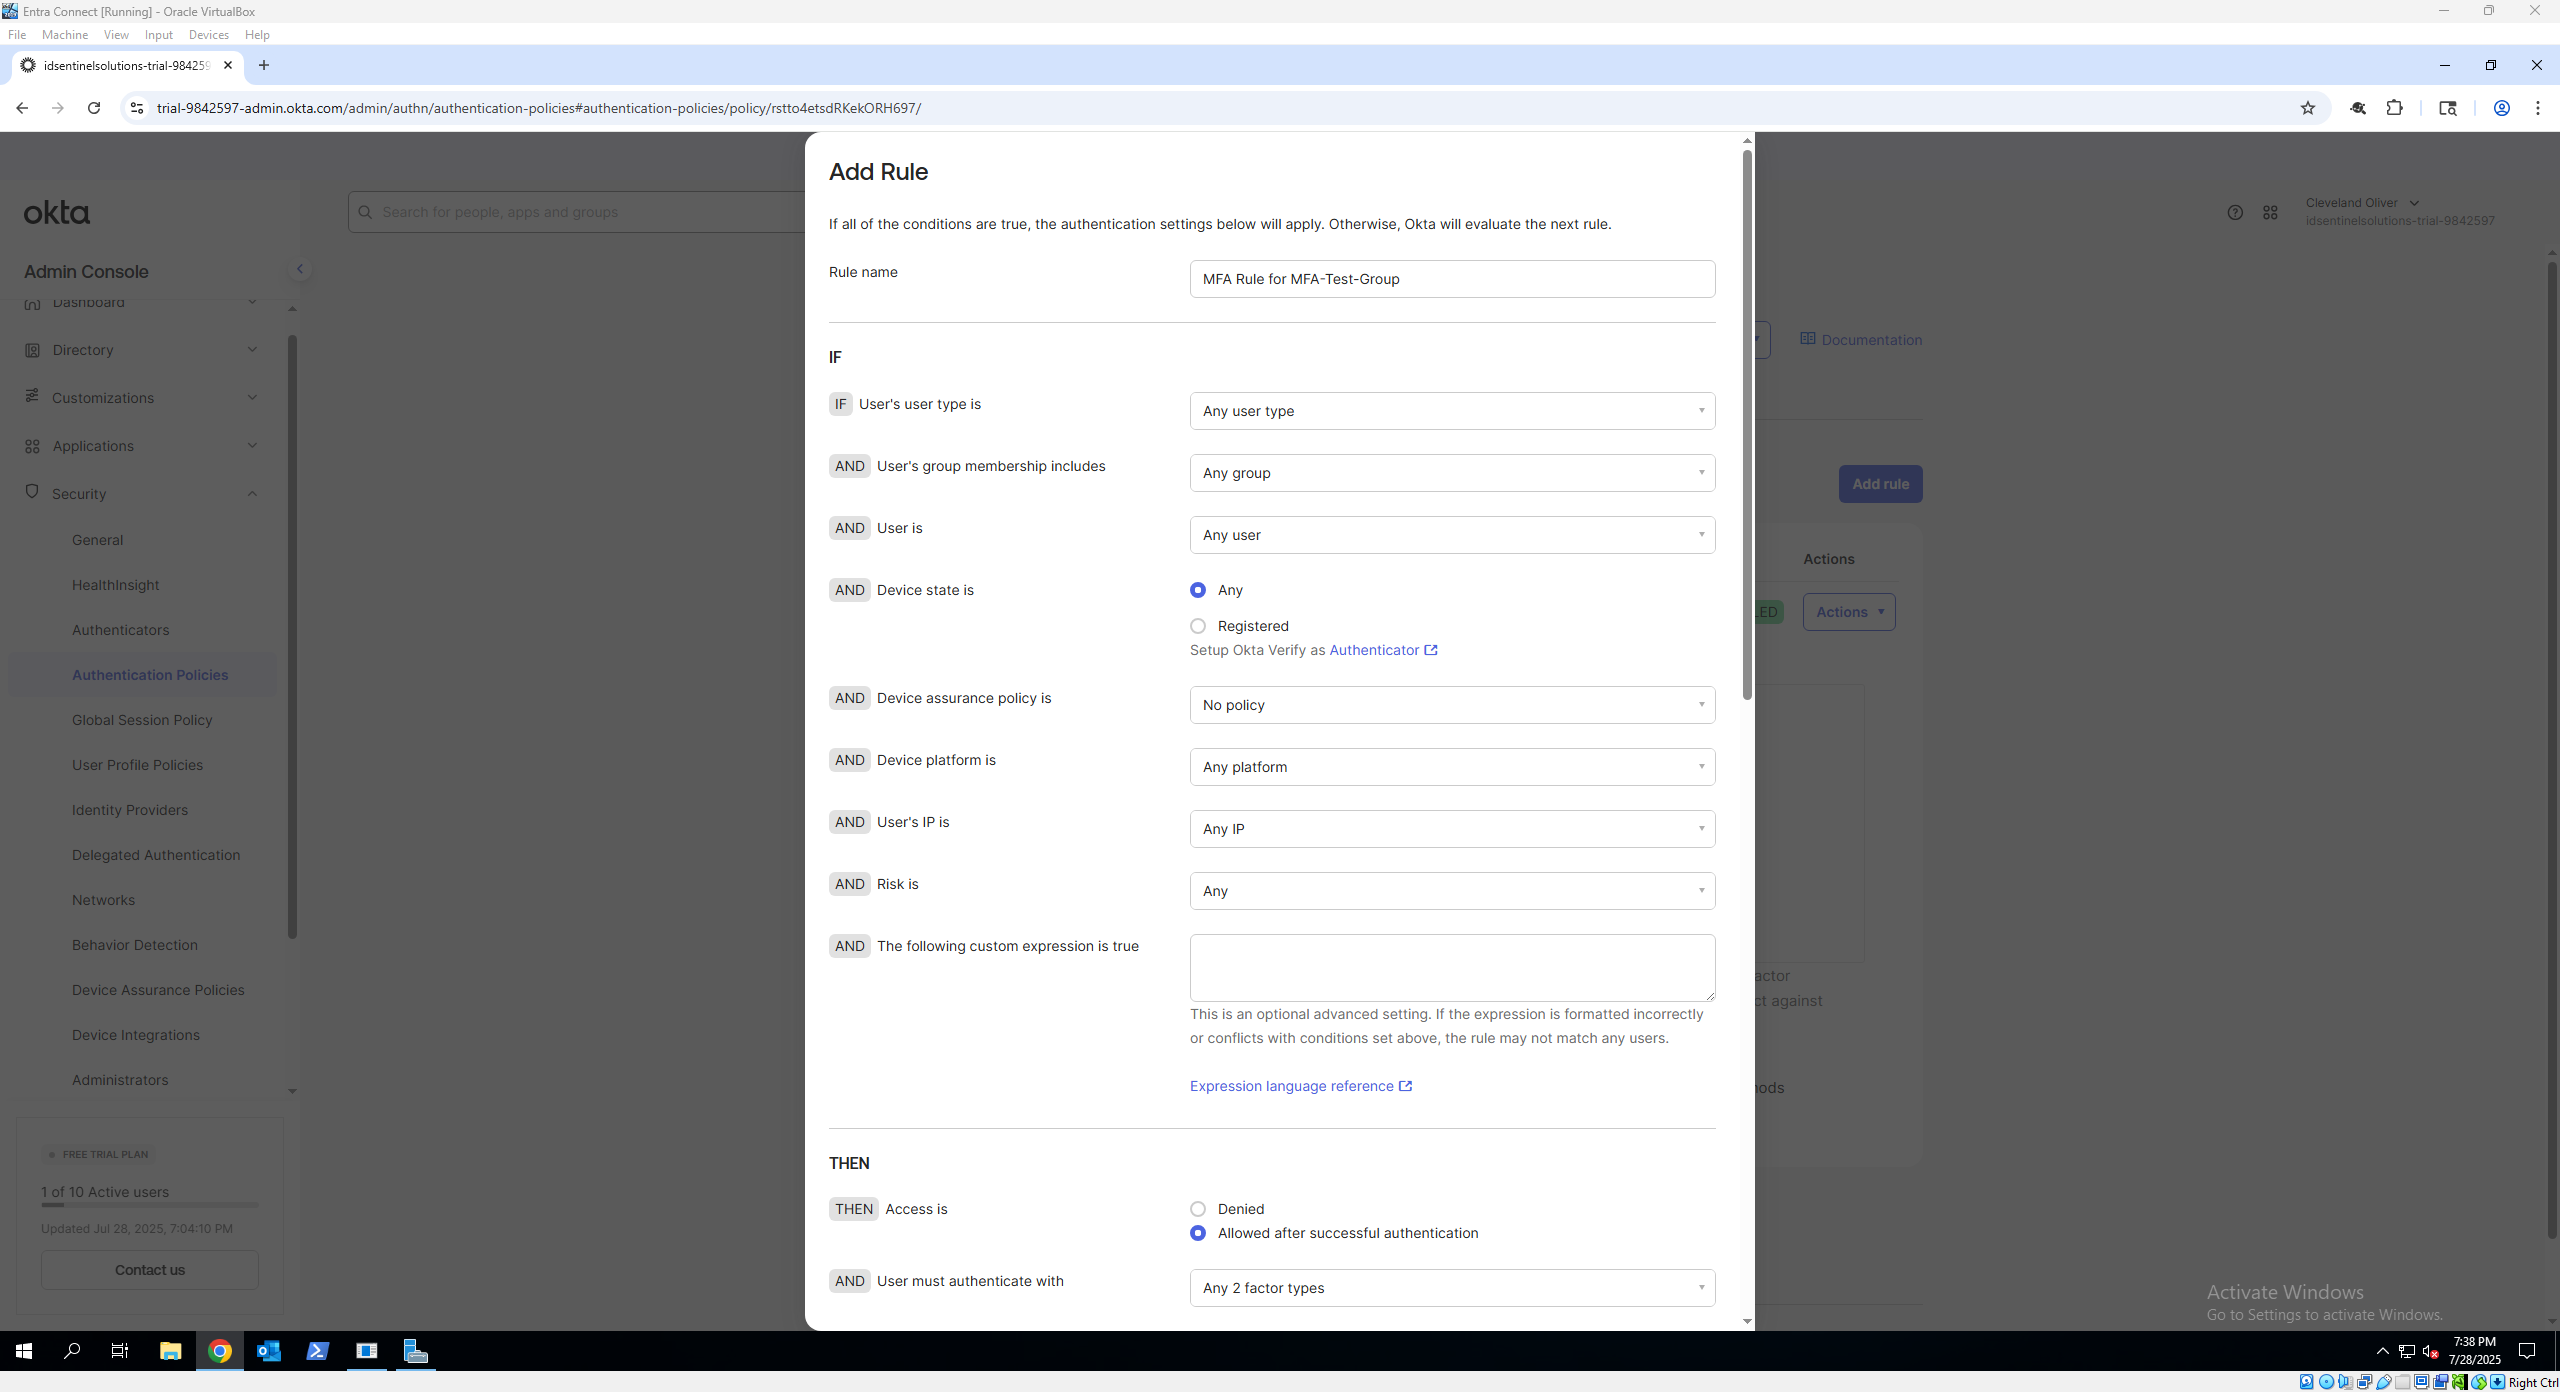 Entra Connect [Running] - Oracle VirtualBox
File Machine View Input Devices Help
idsentinelsolutions-trial-984259
trial-9842597-admin.okta.com/admin/authn/authentication-policies#authentication-policies/policy/rstto4etsdRKekORH697/
okta
Search for people, apps and groups
Cleveland Oliver
idsentinelsolutions-trial-9842597
Admin Console
Dashboard
Directory
Customizations
Applications
Security
General
HealthInsight
Authenticators
Authentication Policies
Global Session Policy
User Profile Policies
Identity Providers
Delegated Authentication
Networks
Behavior Detection
Device Assurance Policies
Device Integrations
Administrators
FREE TRIAL PLAN
1 of 10 Active users
Updated Jul 28, 2025, 7:04:10 PM
Contact us
Add Rule
If all of the conditions are true, the authentication settings below will apply. Otherwise, Okta will evaluate the next rule.
Rule name MFA Rule for MFA-Test-Group
IF
IF User's user type is Any user type
AND User's group membership includes Any group
AND User is Any user
AND Device state is Any
Registered
Setup Okta Verify as Authenticator
AND Device assurance policy is No policy
AND Device platform is Any platform
AND User's IP is Any IP
AND Risk is Any
AND The following custom expression is true
This is an optional advanced setting. If the expression is formatted incorrectly
or conflicts with conditions set above, the rule may not match any users.
Expression language reference
THEN
THEN Access is Denied
Allowed after successful authentication
AND User must authenticate with Any 2 factor types
Documentation
Add rule
Actions
LED Actions
actor
ct against
ods
Activate Windows
Go to Settings to activate Windows.
7:38 PM
7/28/2025
Right Ctrl